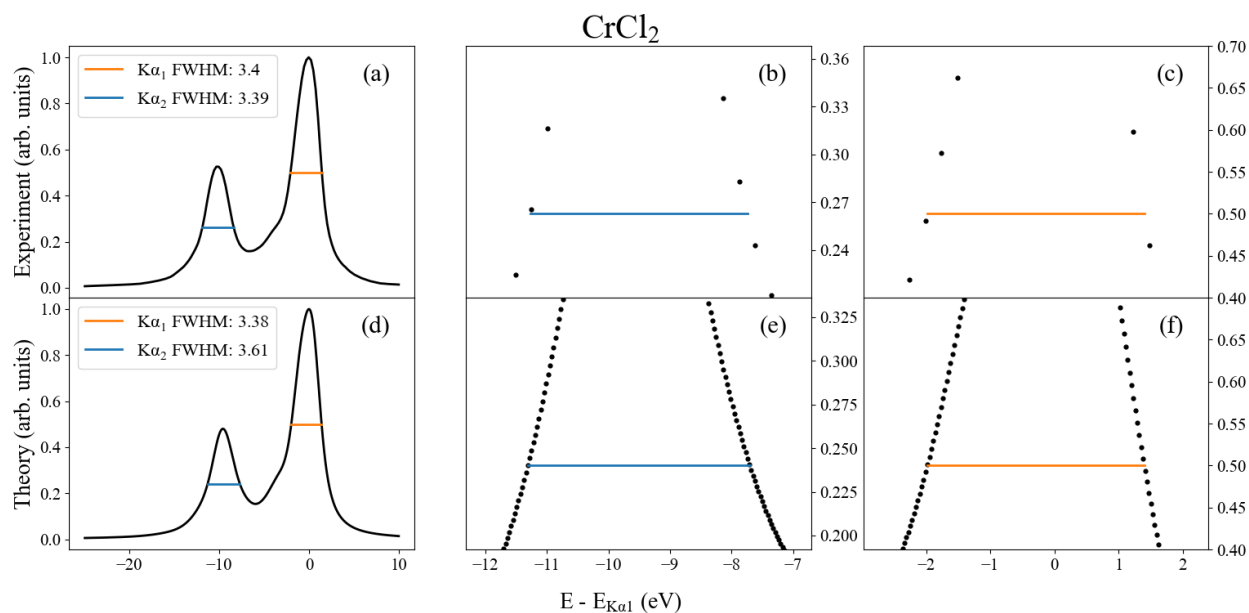 CrCl₂
Experiment (arb. units)
1.0
0.8
0.6
0.4
0.2
0.0
Kα₁ FWHM: 3.4
Kα₂ FWHM: 3.39
(a)
(b)
0.36
0.33
0.30
0.27
0.24
(c)
0.70
0.65
0.60
0.55
0.50
0.45
0.40
Theory (arb. units)
1.0
0.8
0.6
0.4
0.2
0.0
Kα₁ FWHM: 3.38
Kα₂ FWHM: 3.61
(d)
(e)
0.325
0.300
0.275
0.250
0.225
0.200
(f)
0.65
0.60
0.55
0.50
0.45
0.40
−20 −10 0 10
−12 −11 −10 −9 −8 −7
−2 −1 0 1 2
E - E_Kα1 (eV)